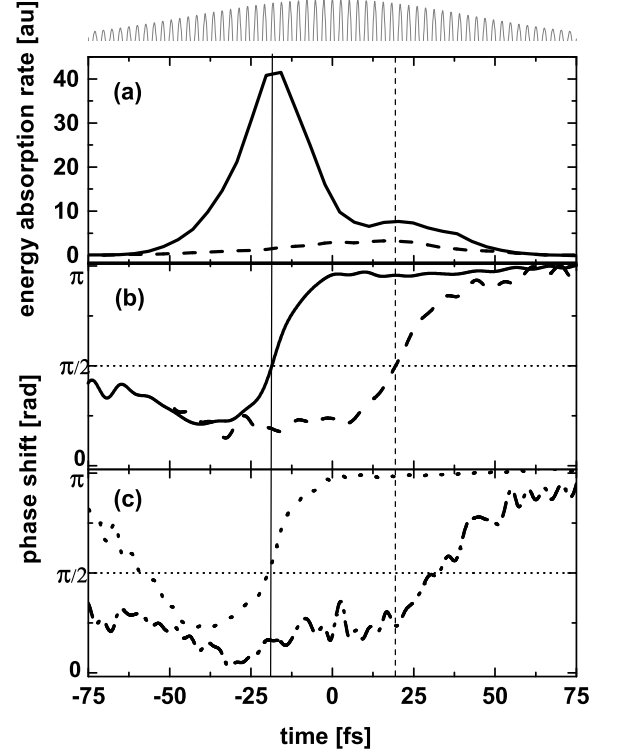 energy absorption rate [au]
(a)
40
30
20
10
0
phase shift [rad]
(b)
π
π/2
0
(c)
π
π/2
0
-75 -50 -25 0 25 50 75
time [fs]